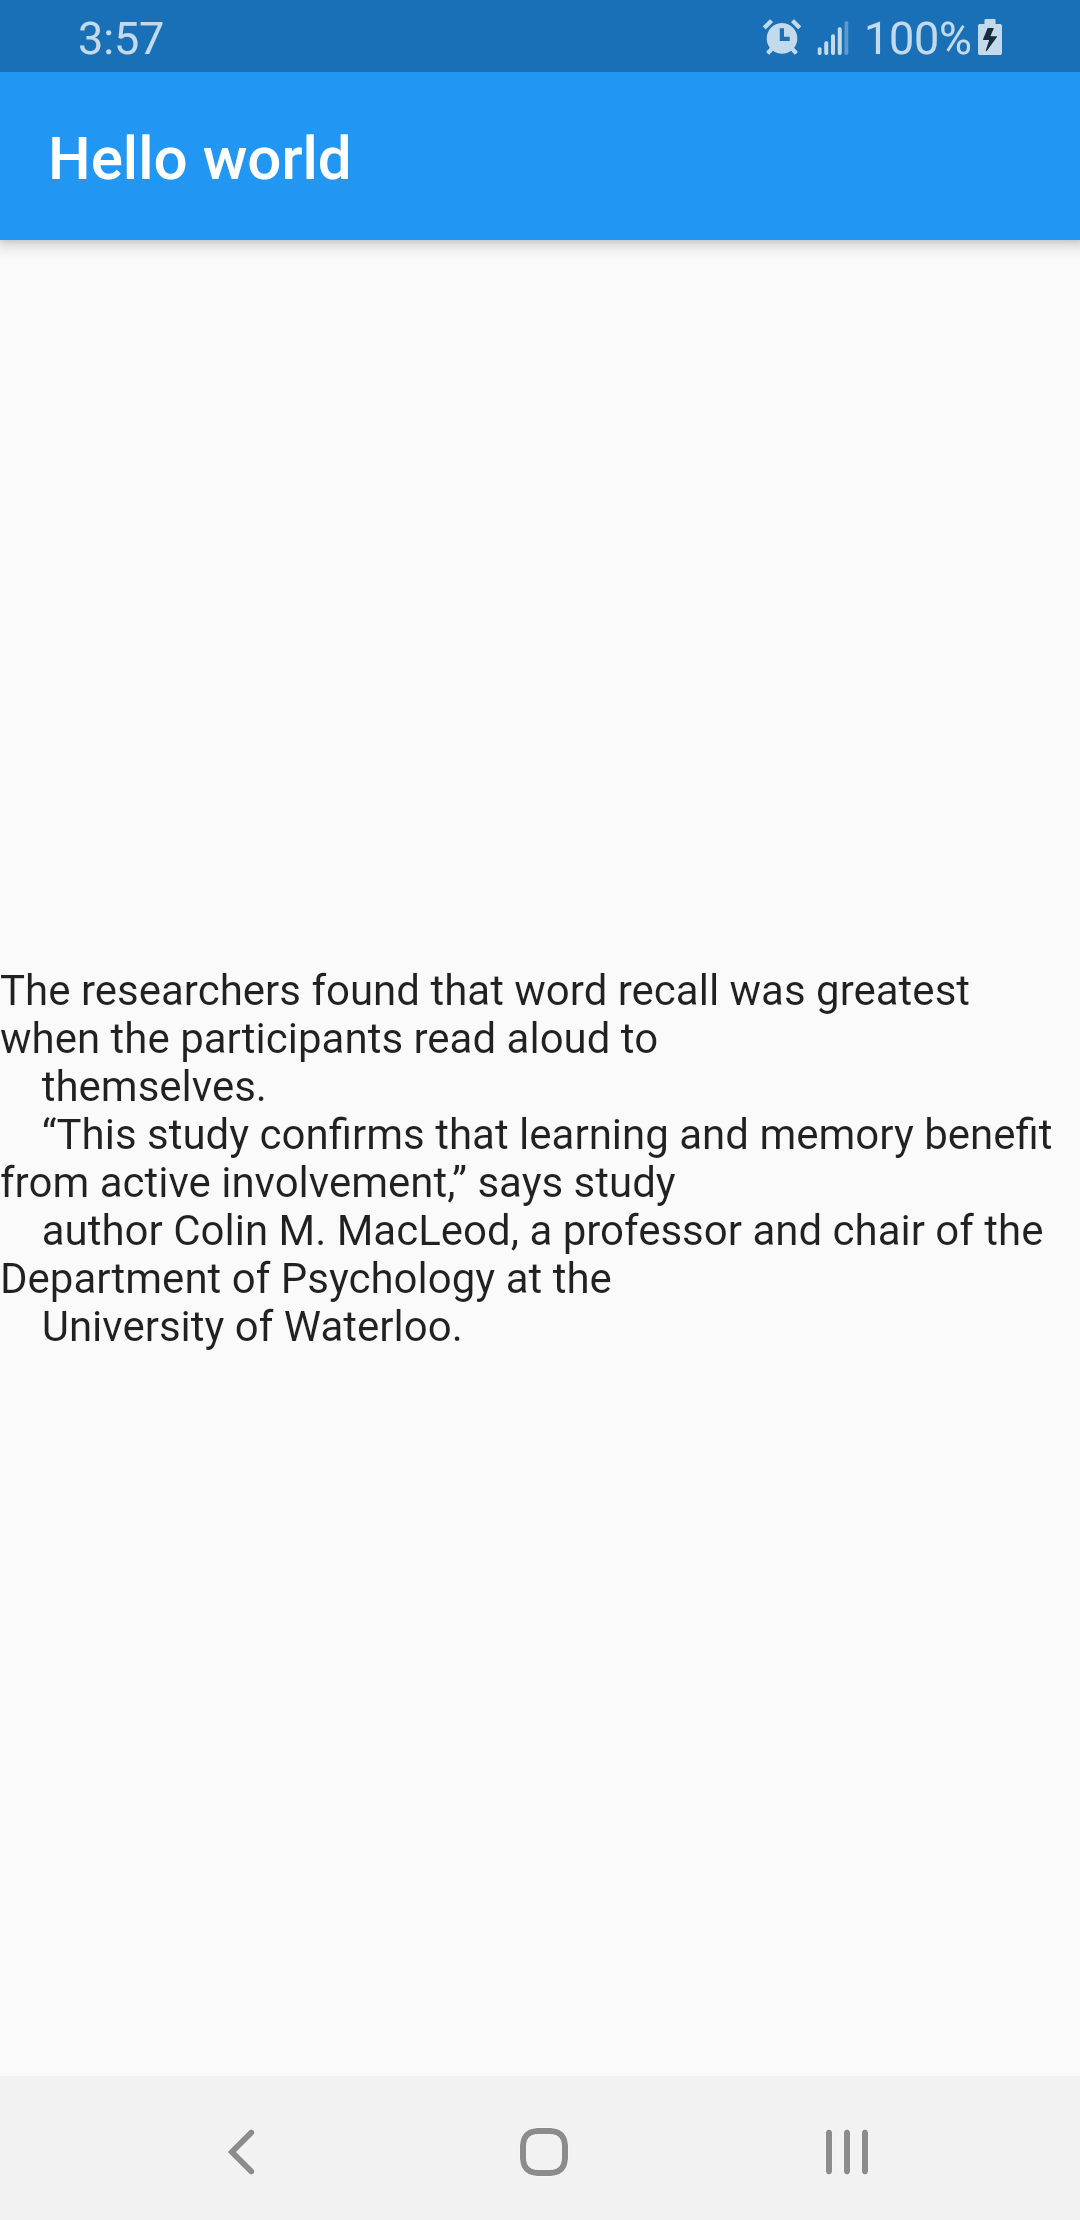 3:57
100%
Hello world
The researchers found that word recall was greatest
when the participants read aloud to
themselves.
“This study confirms that learning and memory benefit
from active involvement,” says study
author Colin M. MacLeod, a professor and chair of the
Department of Psychology at the
University of Waterloo.